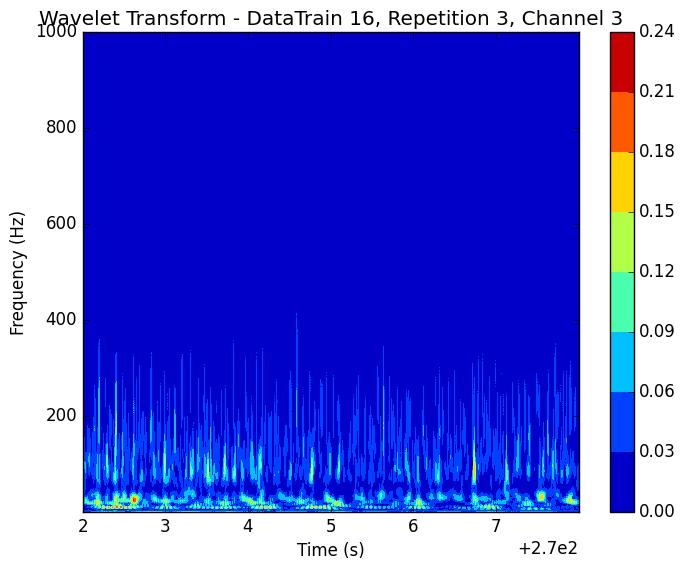 Wavelet Transform - DataTrain 16, Repetition 3, Channel 3
1000
800
600
400
200
Frequency (Hz)
2 3 4 5 6 7
Time (s)
+2.7e2
0.24
0.21
0.18
0.15
0.12
0.09
0.06
0.03
0.00